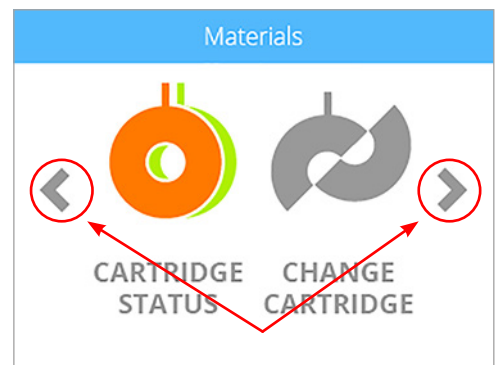 Materials
CARTRIDGE
STATUS
CHANGE
CARTRIDGE